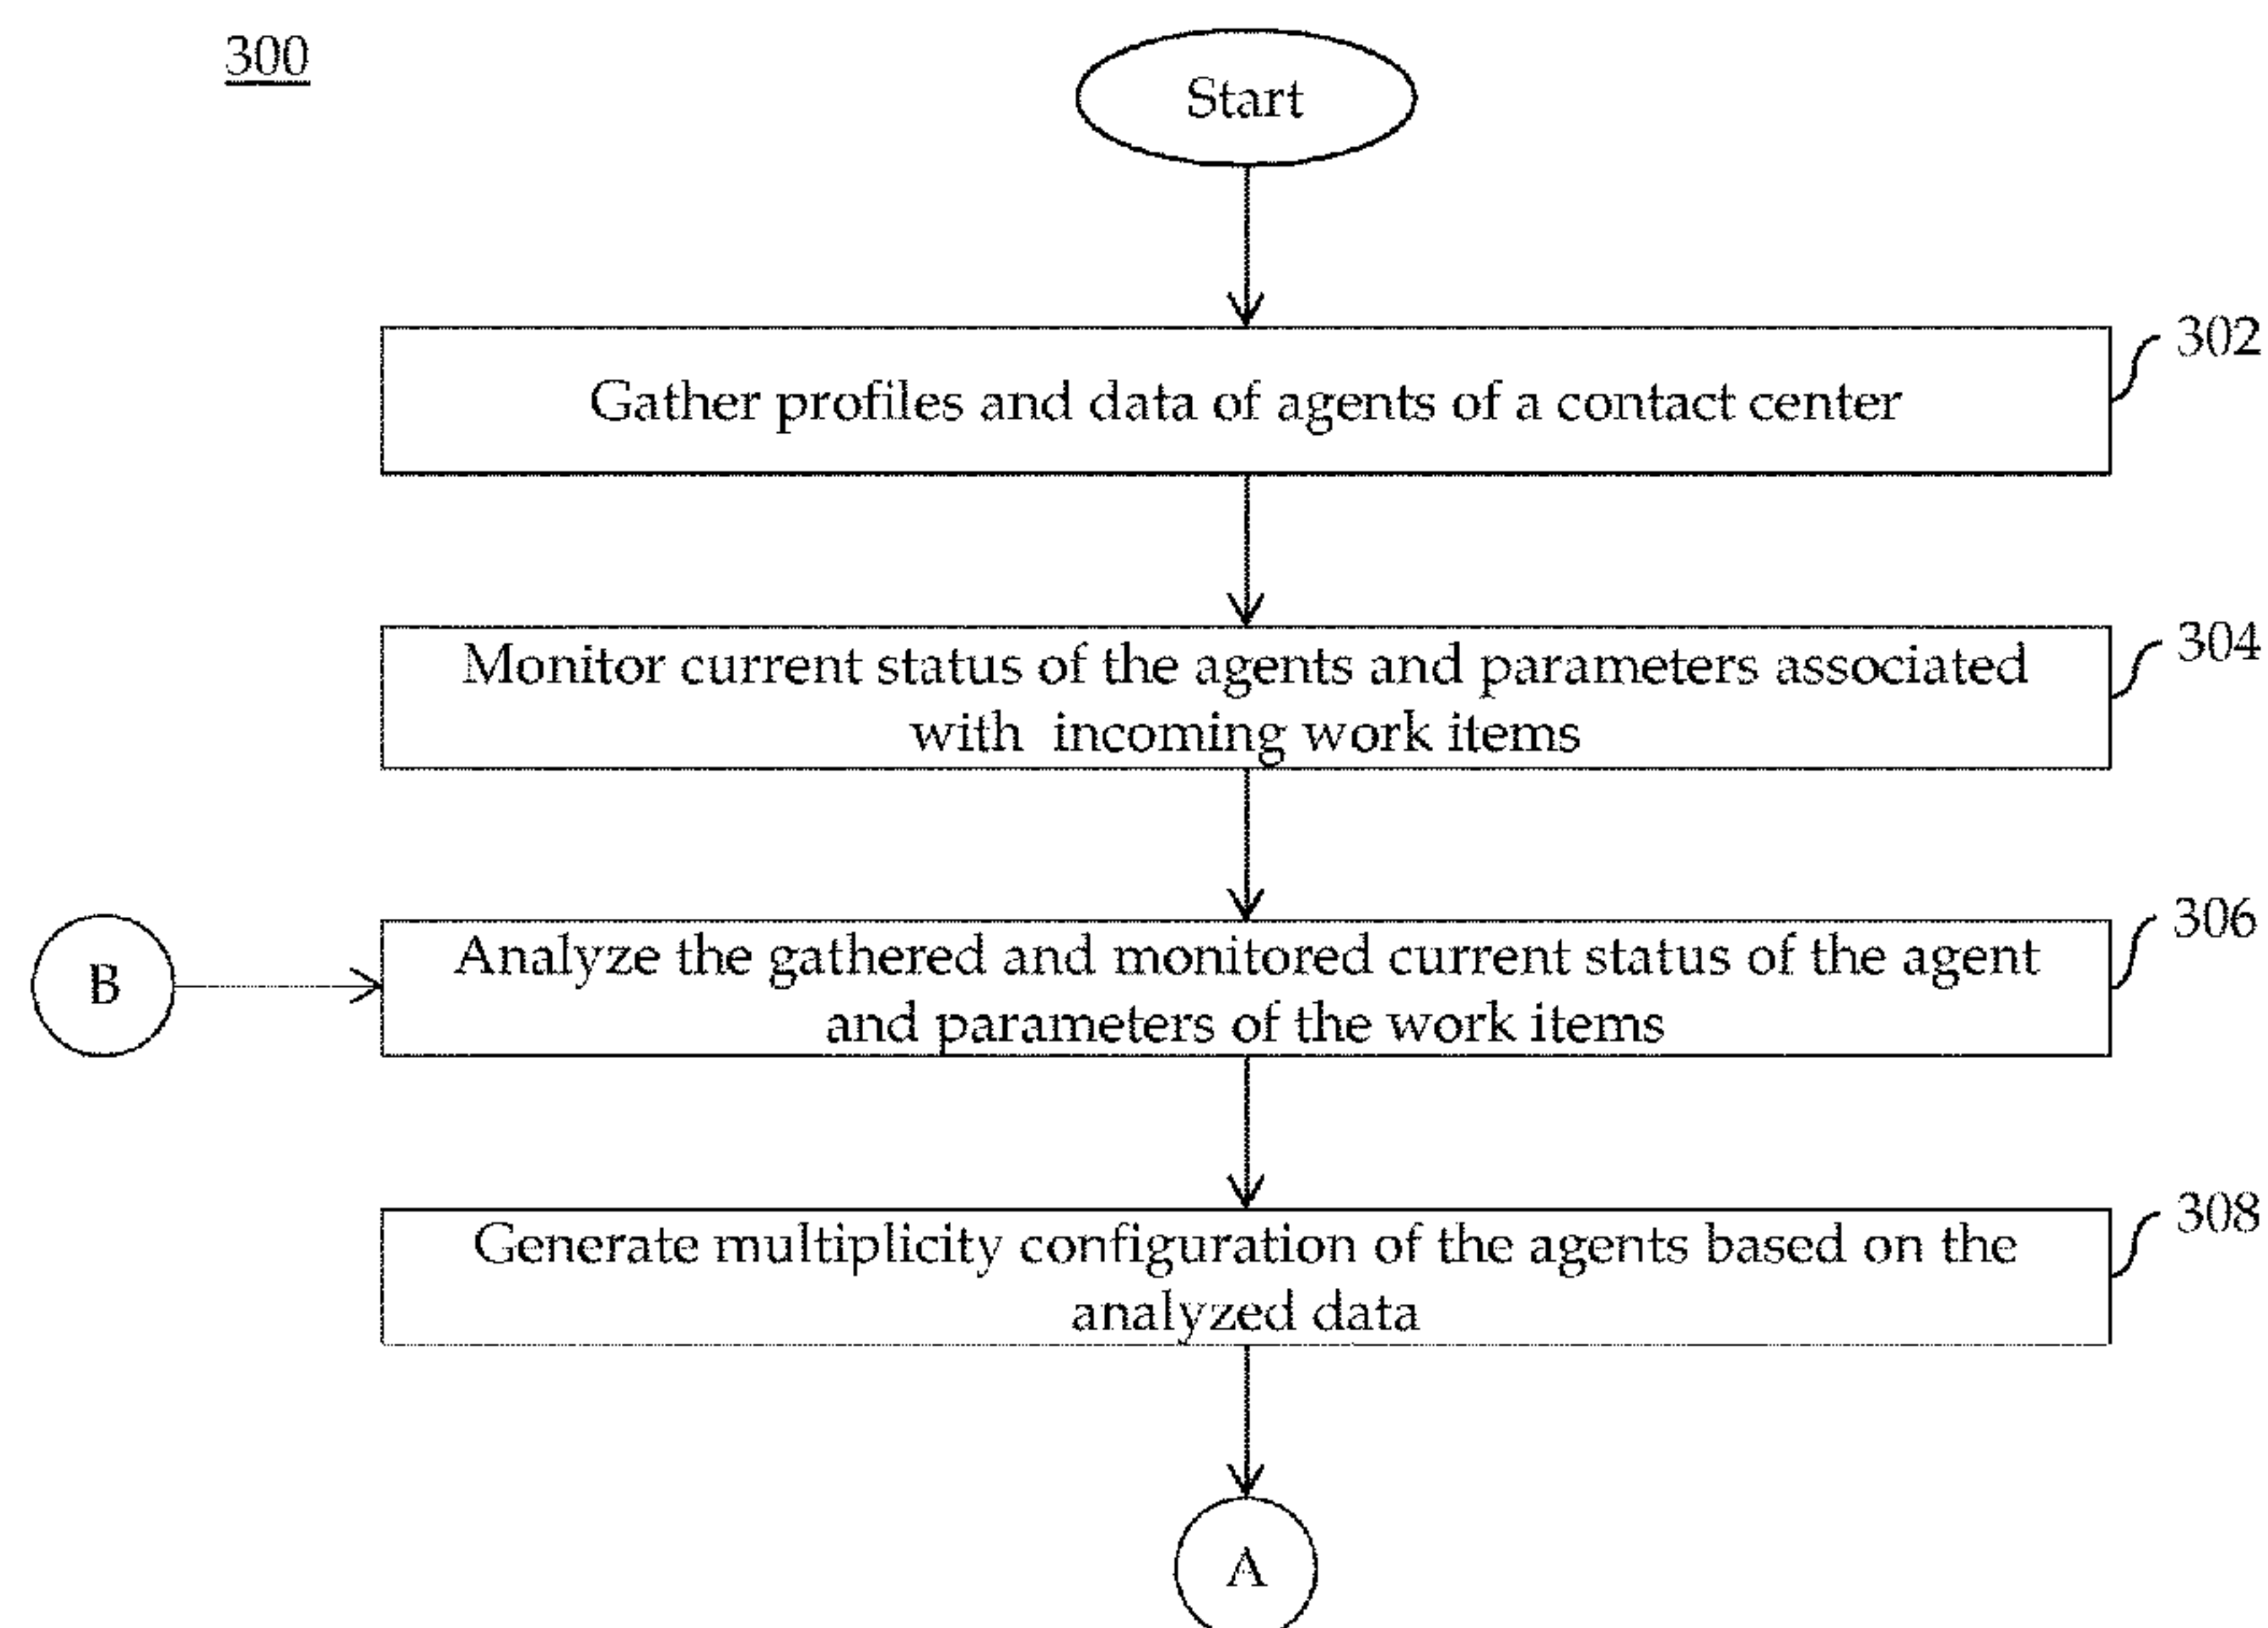 300
Start
302
Gather profiles and data of agents of a contact center
304
Monitor current status of the agents and parameters associated
with incoming work items
306
B
Analyze the gathered and monitored current status of the agent
and parameters of the work items
308
Generate multiplicity configuration of the agents based on the
analyzed data
A